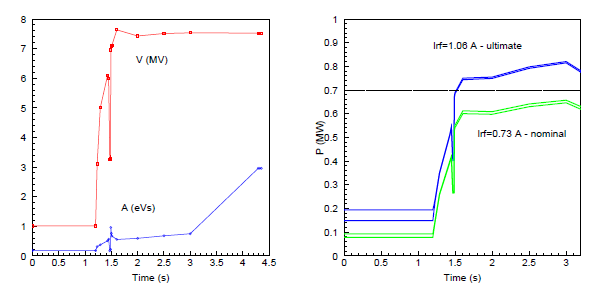 8
7
6
5
4
3
2
1
0
V (MV)
A (eVs)
0 0.5 1 1.5 2 2.5 3 3.5 4 4.5
Time (s)
1
0.9
0.8
0.7
0.6
0.5
0.4
0.3
0.2
0.1
0
P (MW)
Irf=1.06 A - ultimate
Irf=0.73 A - nominal
0 0.5 1 1.5 2 2.5 3
Time (s)